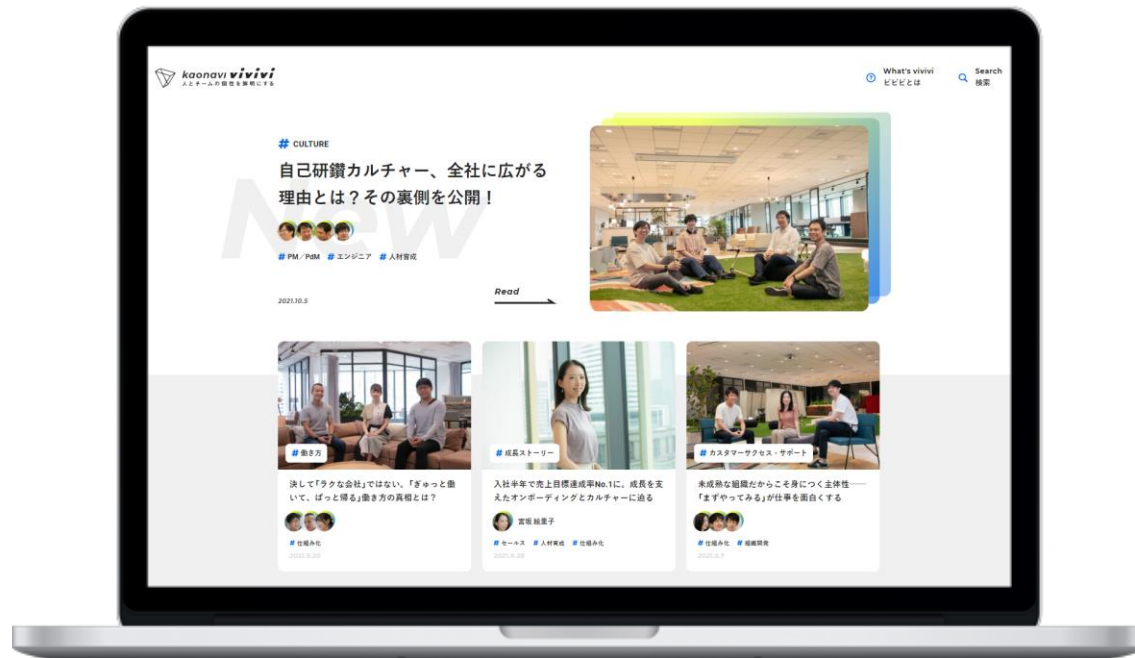 kaonavi vivivi
人とチームの個性を鮮明にする
What's vivivi
ビビビとは
Search
検索
New
# CULTURE
自己研鑽カルチャー、全社に広がる
理由とは？その裏側を公開！
# PM／PdM # エンジニア # 人材育成
2021.10.5
Read
# 働き方
決して「ラクな会社」ではない。「ぎゅっと働
いて、ぱっと帰る」働き方の真相とは？
# 仕組み化
# 成長ストーリー
入社半年で売上目標達成率No.1に。成長を支
えたオンボーディングとカルチャーに迫る
宮坂 絵里子
# セールス # 人材育成 # 仕組み化
# カスタマーサクセス・サポート
未成熟な組織だからこそ身につく主体性──
「まずやってみる」が仕事を面白くする
# 仕組み化 # 組織開発